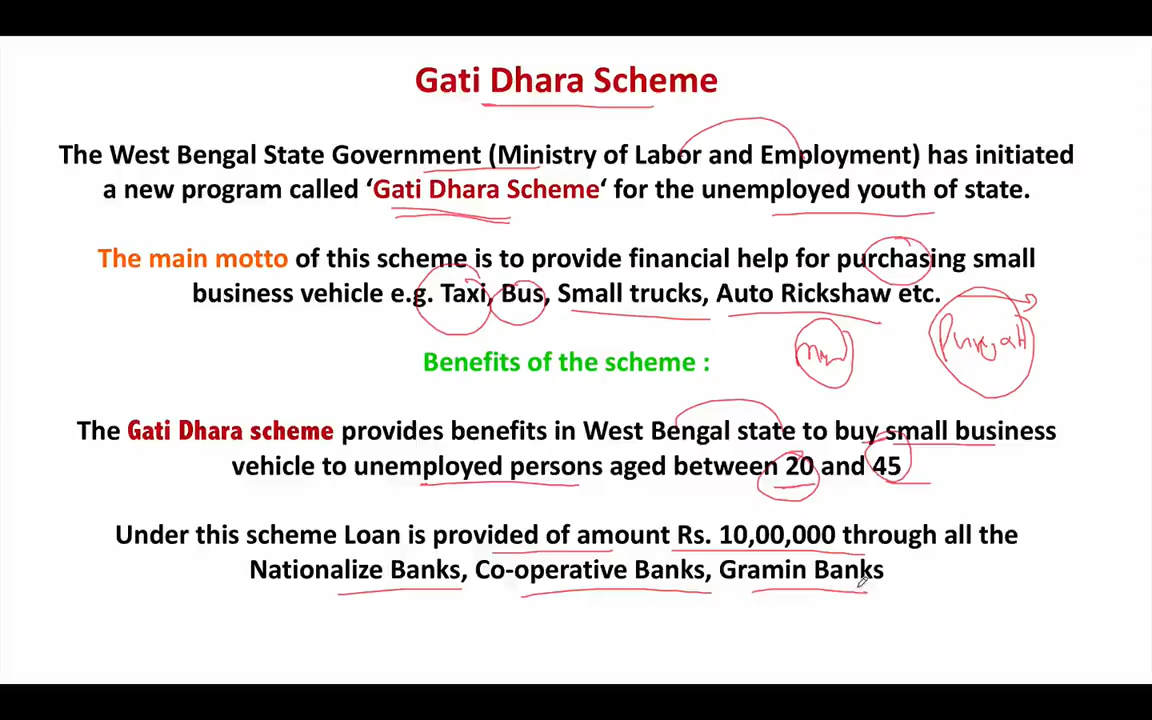 Gati Dhara Scheme
The West Bengal State Government (Ministry of Labor and Employment) has initiated
a new program called ‘Gati Dhara Scheme‘ for the unemployed youth of state.
The main motto of this scheme is to provide financial help for purchasing small
business vehicle e.g. Taxi, Bus, Small trucks, Auto Rickshaw etc.
Benefits of the scheme :
The Gati Dhara scheme provides benefits in West Bengal state to buy small business
vehicle to unemployed persons aged between 20 and 45
Under this scheme Loan is provided of amount Rs. 10,00,000 through all the
Nationalize Banks, Co-operative Banks, Gramin Banks